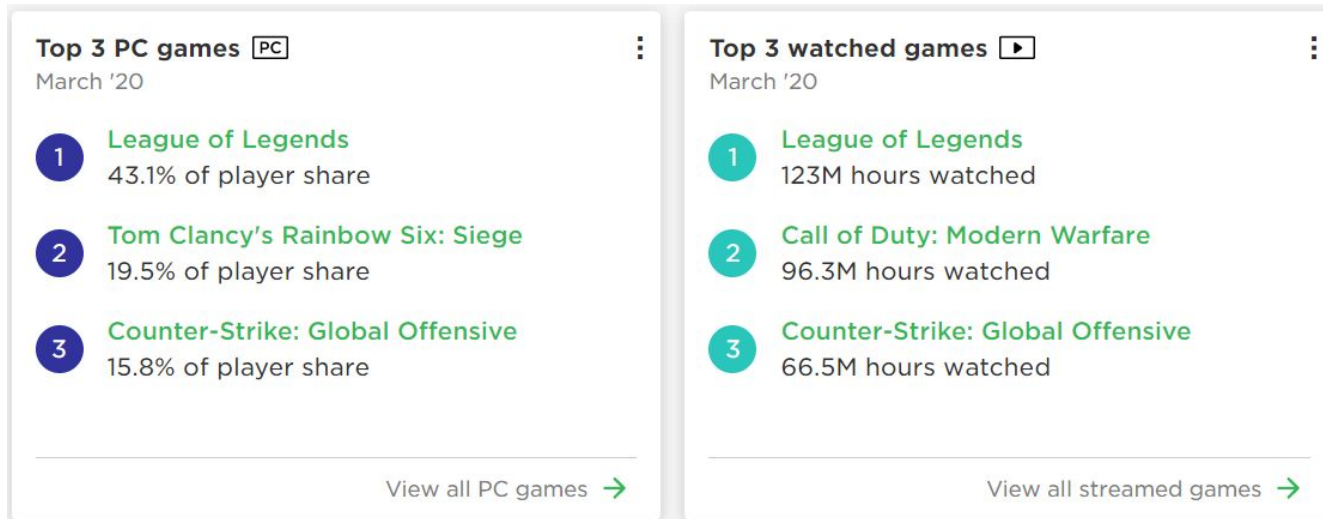 Top 3 PC games PC
March '20
1
League of Legends
43.1% of player share
2
Tom Clancy's Rainbow Six: Siege
19.5% of player share
3
Counter-Strike: Global Offensive
15.8% of player share
View all PC games
Top 3 watched games
March '20
1
League of Legends
123M hours watched
2
Call of Duty: Modern Warfare
96.3M hours watched
3
Counter-Strike: Global Offensive
66.5M hours watched
View all streamed games